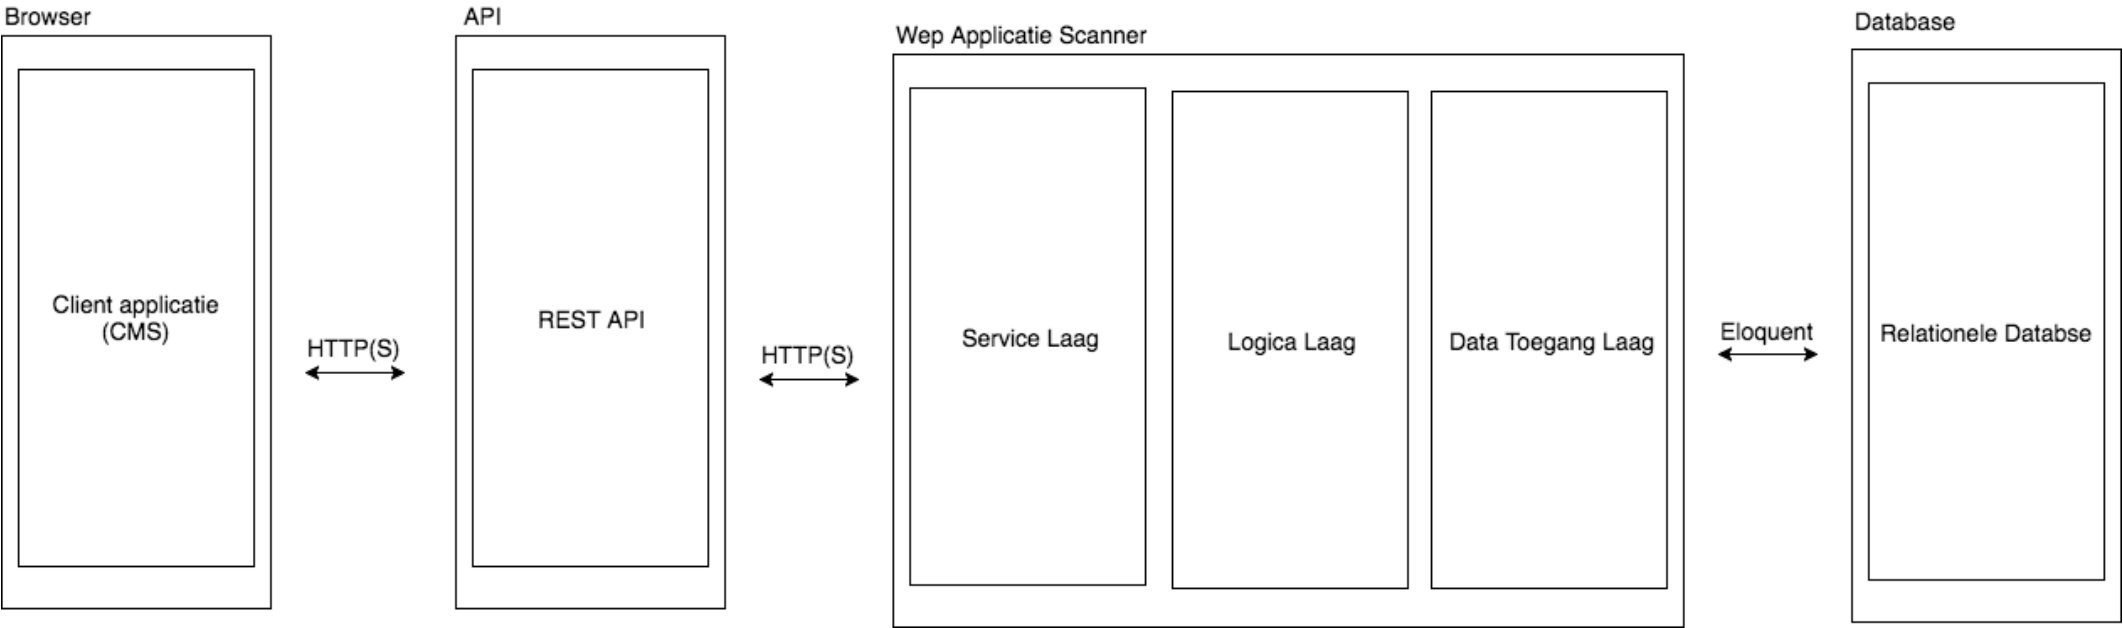 Browser
Client applicatie
(CMS)
HTTP(S)
API
REST API
HTTP(S)
Wep Applicatie Scanner
Service Laag
Logica Laag
Data Toegang Laag
Eloquent
Database
Relationele Databse